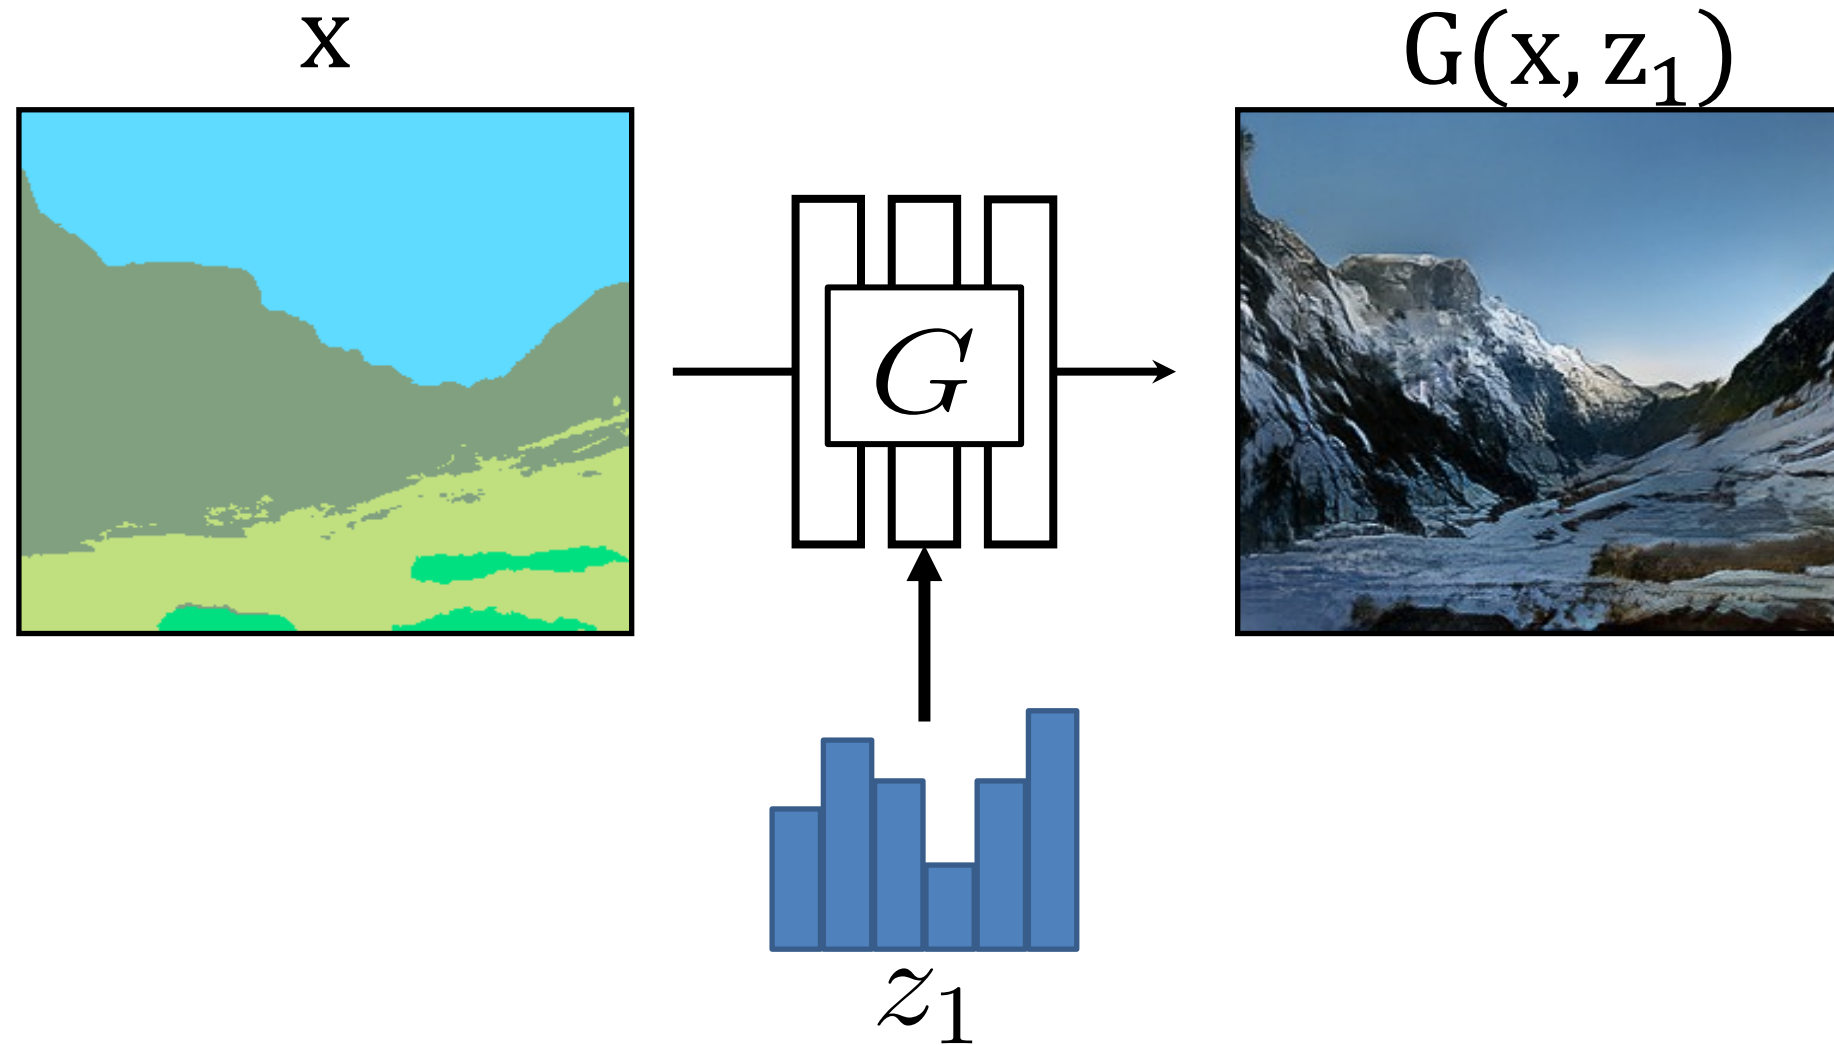 x
G(x, z₁)
G
z₁